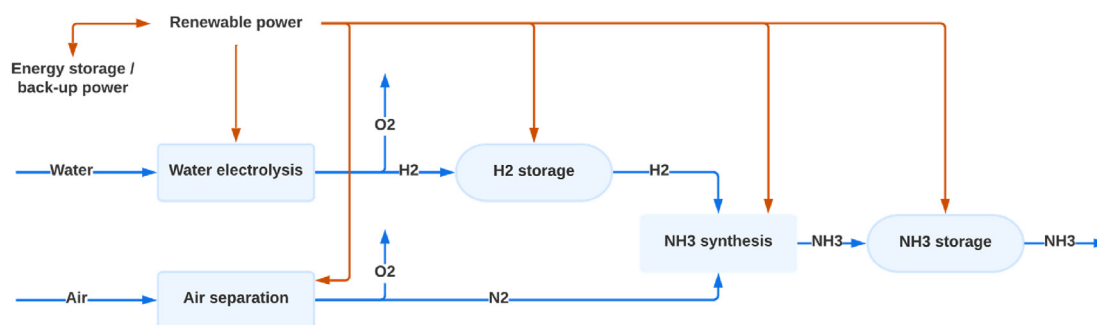 Renewable power
Energy storage /
back-up power
O2
Water
Water electrolysis
H2
H2 storage
H2
NH3 synthesis
NH3
NH3 storage
NH3
O2
Air
Air separation
N2